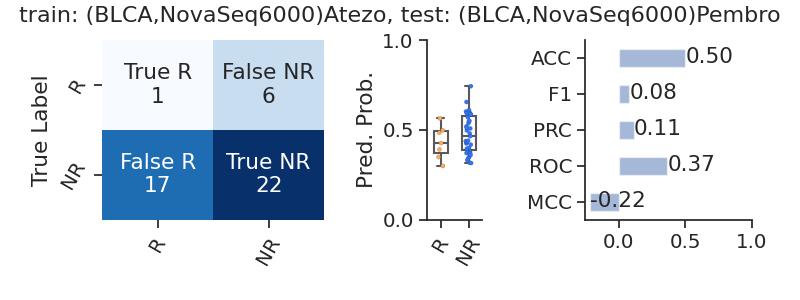 train: (BLCA,NovaSeq6000)Atezo, test: (BLCA,NovaSeq6000)Pembro
True Label
R
NR
True R
1
False NR
6
False R
17
True NR
22
R
NR
Pred. Prob.
1.0
0.5
0.0
R
NR
ACC
0.50
F1
0.08
PRC
0.11
ROC
0.37
MCC
-0.22
0.0
0.5
1.0